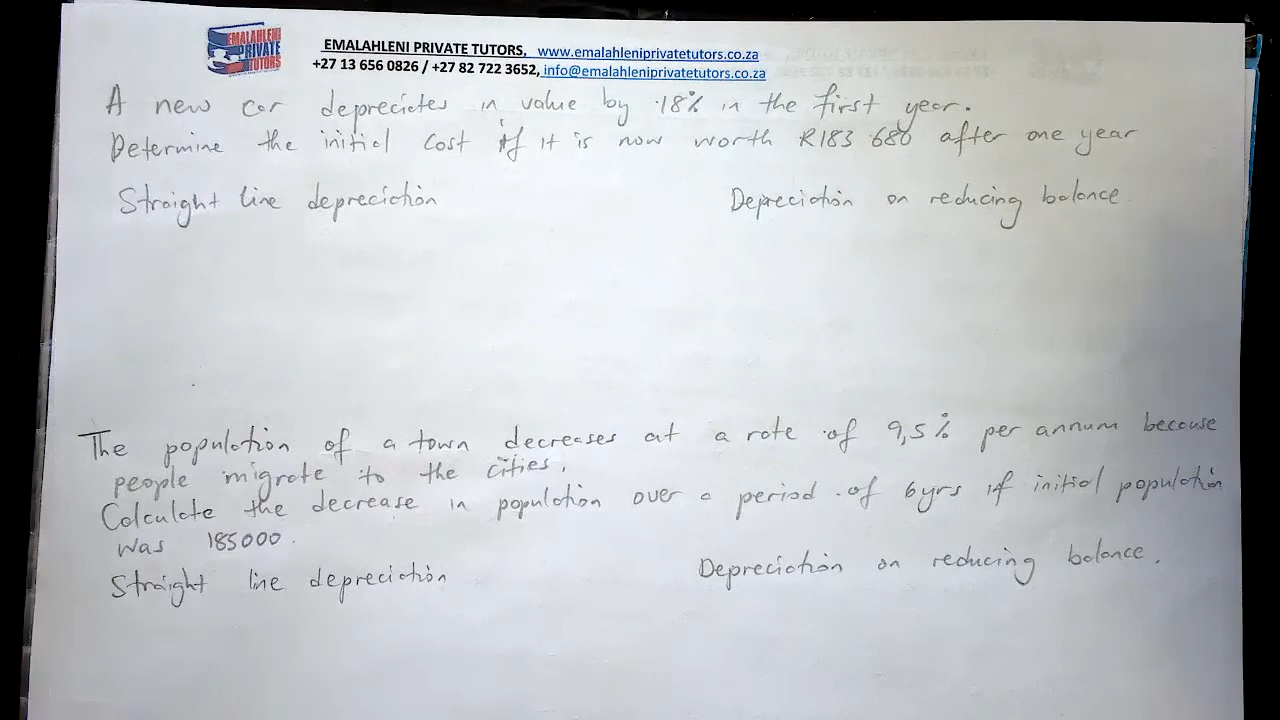 EMALAHLENI
PRIVATE
TUTORS
EMALAHLENI PRIVATE TUTORS, www.emalahleniprivatetutors.co.za
+27 13 656 0826 / +27 82 722 3652, info@emalahleniprivatetutors.co.za
A new car depreciates in value by 18% in the first year.
Determine the initial cost if it is now worth R183 680 after one year
Straight line depreciation
Depreciation on reducing balance.
The population of a town decreases at a rate of 9,5% per annum because
people migrate to the cities.
Calculate the decrease in population over a period of 6yrs if initial population
was 185000.
Straight line depreciation
Depreciation on reducing balance.